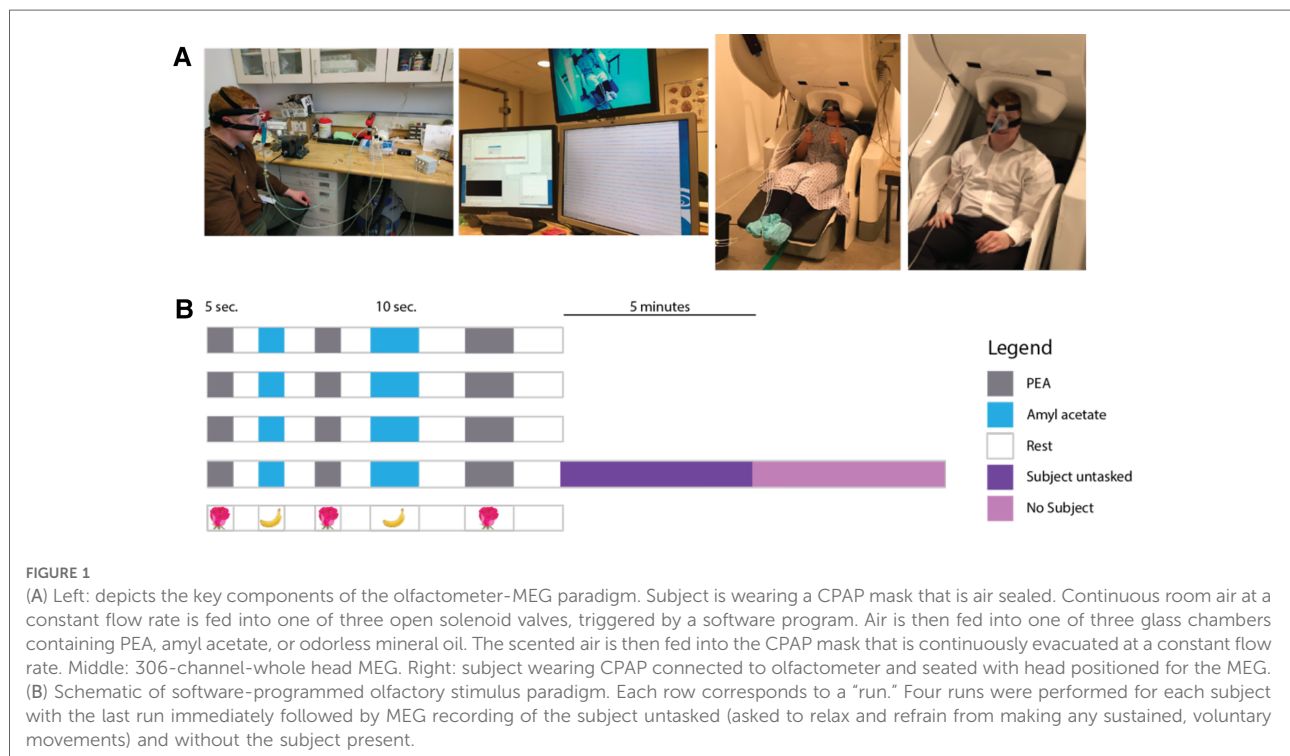 A
B
5 sec.
10 sec.
5 minutes
Legend
PEA
Amyl acetate
Rest
Subject untasked
No Subject
FIGURE 1
(A) Left: depicts the key components of the olfactometer-MEG paradigm. Subject is wearing a CPAP mask that is air sealed. Continuous room air at a
constant flow rate is fed into one of three open solenoid valves, triggered by a software program. Air is then fed into one of three glass chambers
containing PEA, amyl acetate, or odorless mineral oil. The scented air is then fed into the CPAP mask that is continuously evacuated at a constant flow
rate. Middle: 306-channel-whole head MEG. Right: subject wearing CPAP connected to olfactometer and seated with head positioned for the MEG.
(B) Schematic of software-programmed olfactory stimulus paradigm. Each row corresponds to a “run.” Four runs were performed for each subject
with the last run immediately followed by MEG recording of the subject untasked (asked to relax and refrain from making any sustained, voluntary
movements) and without the subject present.